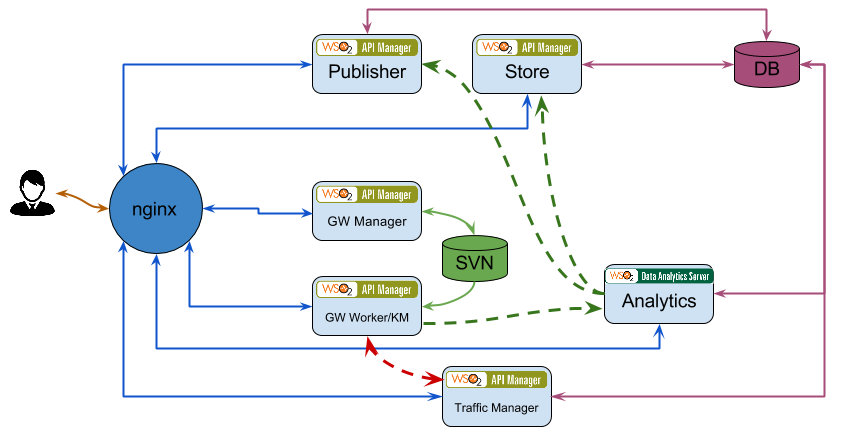 WSO2 API Manager
Publisher
WSO2 API Manager
Store
DB
nginx
WSO2 API Manager
GW Manager
SVN
WSO2 API Manager
GW Worker/KM
WSO2 Data Analytics Server
Analytics
WSO2 API Manager
Traffic Manager